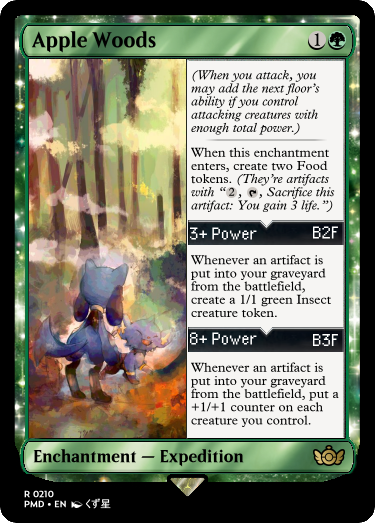 Apple Woods
1
(When you attack, you
may add the next floor's
ability if you control
attacking creatures with
enough total power.)
When this enchantment
enters, create two Food
tokens. (They're artifacts
with “2, , Sacrifice this
artifact: You gain 3 life.”)
3+ Power B2F
Whenever an artifact is
put into your graveyard
from the battlefield,
create a 1/1 green Insect
creature token.
8+ Power B3F
Whenever an artifact is
put into your graveyard
from the battlefield, put a
+1/+1 counter on each
creature you control.
Enchantment — Expedition
R 0210
PMD • EN くず星